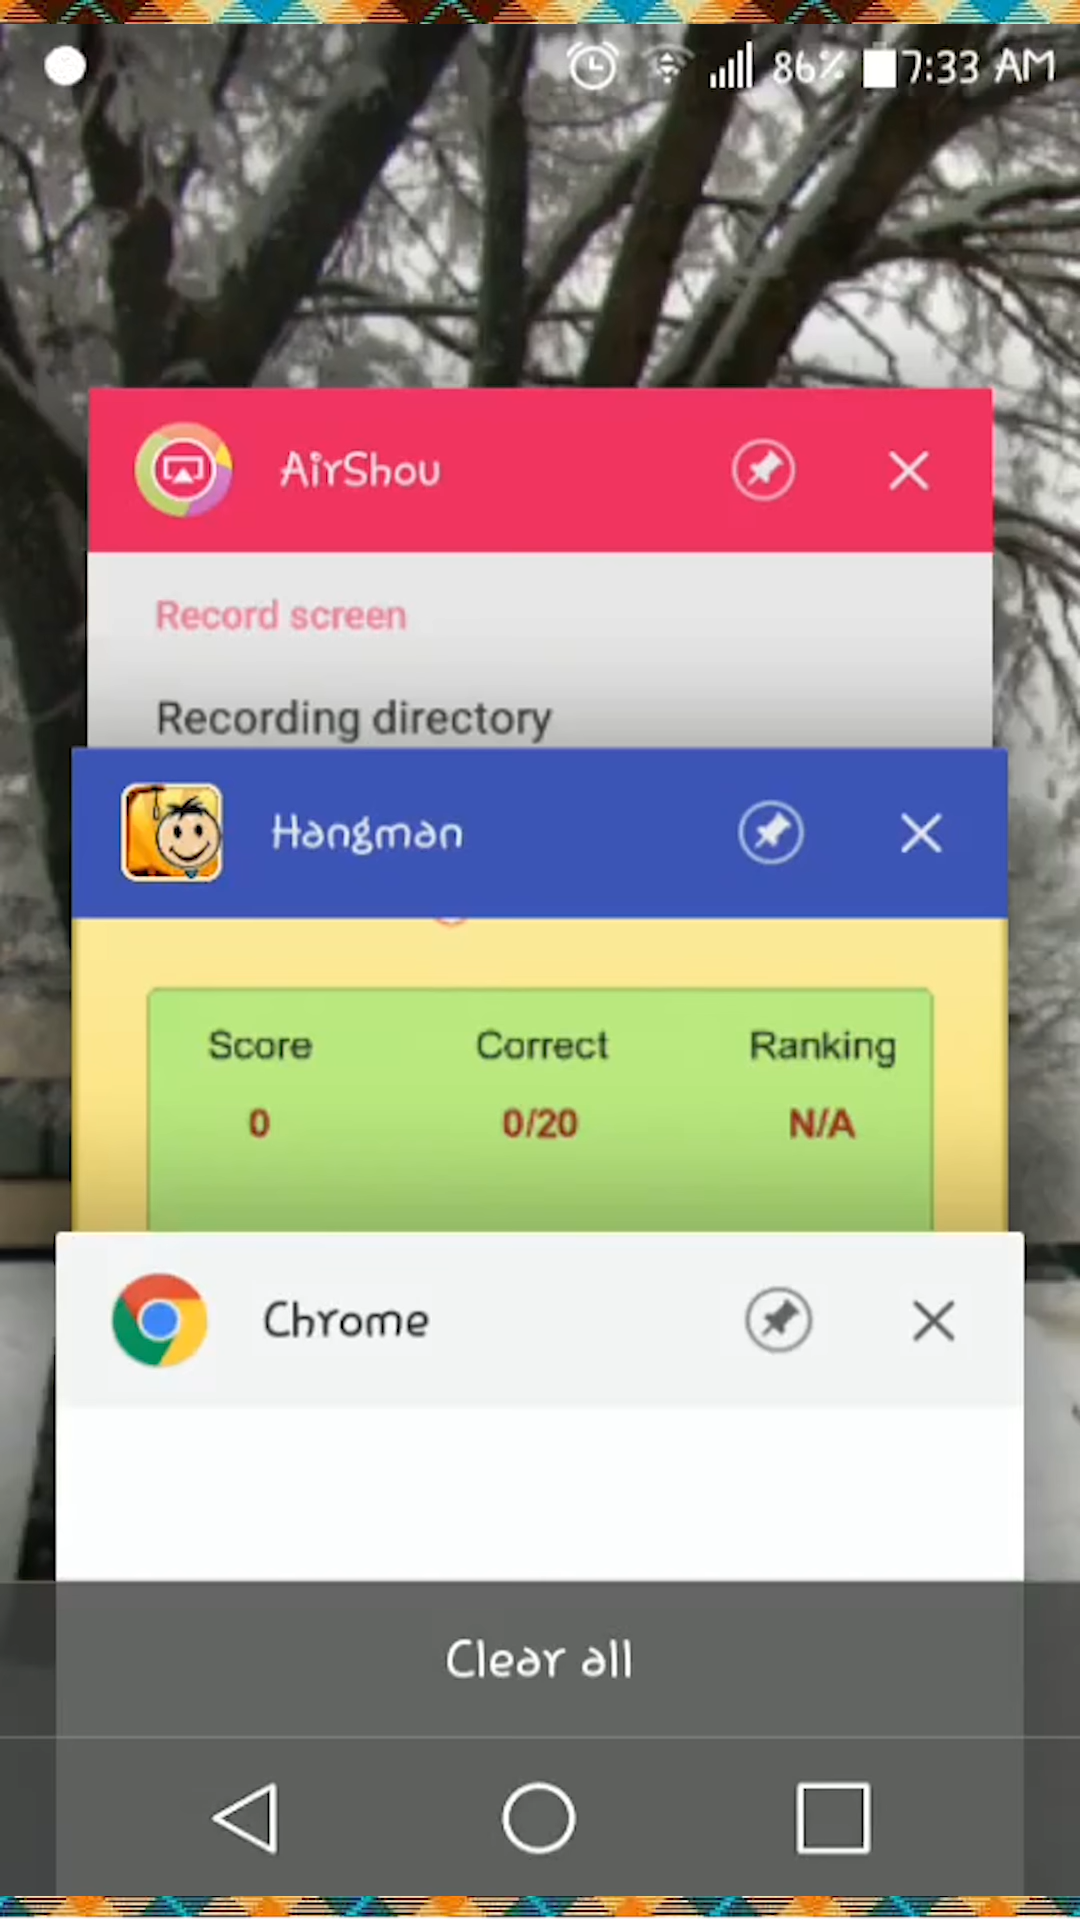 86% 7:33 AM
AirShou
Record screen
Recording directory
Hangman
Score Correct Ranking
0 0/20 N/A
Chrome
Clear all